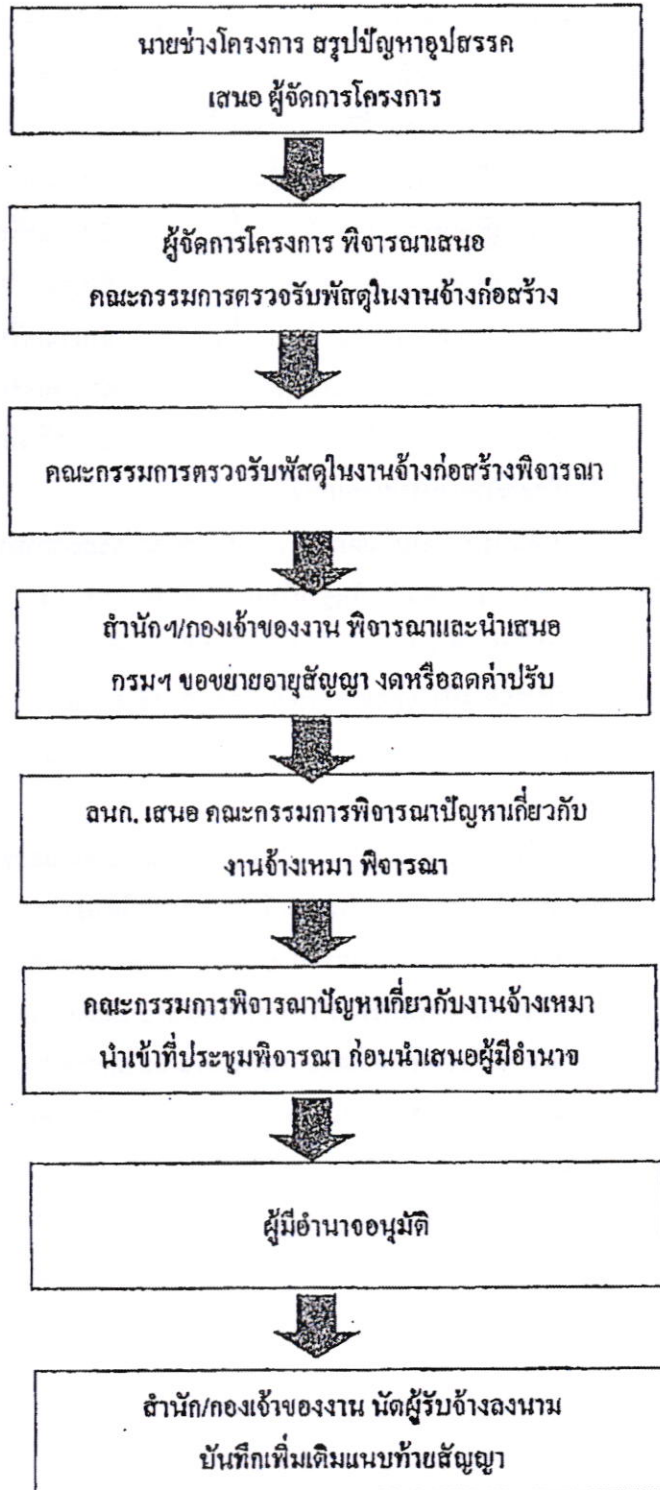 นายช่างโครงการ สรุปปัญหาอุปสรรค
เสนอ ผู้จัดการโครงการ
ผู้จัดการโครงการ พิจารณาเสนอ
คณะกรรมการตรวจรับพัสดุในงานจ้างก่อสร้าง
คณะกรรมการตรวจรับพัสดุในงานจ้างก่อสร้างพิจารณา
สำนักฯ/กองเจ้าของงาน พิจารณาและนำเสนอ
กรมฯ ขอขยายอายุสัญญา งดหรือลดค่าปรับ
ลนก. เสนอ คณะกรรมการพิจารณาปัญหาเกี่ยวกับ
งานจ้างเหมา พิจารณา
คณะกรรมการพิจารณาปัญหาเกี่ยวกับงานจ้างเหมา
นำเข้าที่ประชุมพิจารณา ก่อนนำเสนอผู้มีอำนาจ
ผู้มีอำนาจอนุมัติ
สำนัก/กองเจ้าของงาน นัดผู้รับจ้างลงนาม
บันทึกเพิ่มเติมแนบท้ายสัญญา